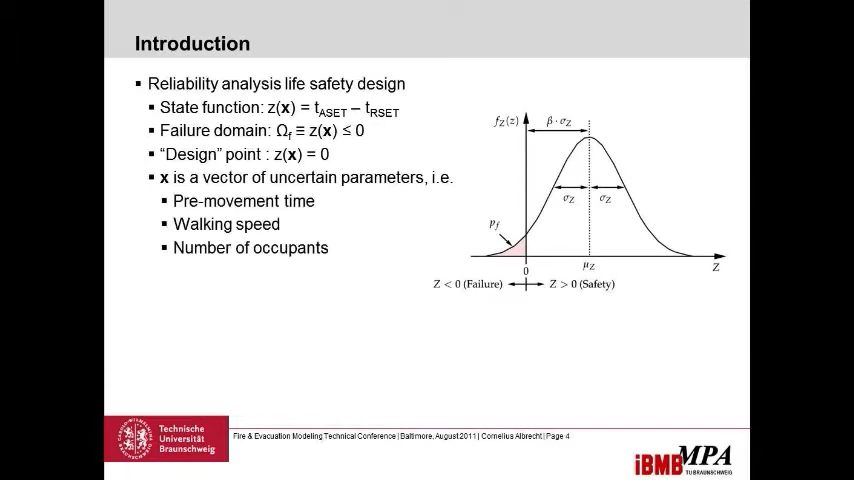 Introduction
▪ Reliability analysis life safety design
▪ State function: z(x) = tASET – tRSET
▪ Failure domain: Ωf ≡ z(x) ≤ 0
▪ “Design” point : z(x) = 0
▪ x is a vector of uncertain parameters, i.e.
▪ Pre-movement time
▪ Walking speed
▪ Number of occupants
fZ(z)
β · σZ
σZ σZ
pf
0 μZ Z
Z < 0 (Failure) Z > 0 (Safety)
Technische
Universität
Braunschweig
Fire & Evacuation Modeling Technical Conference | Baltimore, August 2011 | Cornelius Albrecht | Page 4
iBMB MPA
TU BRAUNSCHWEIG